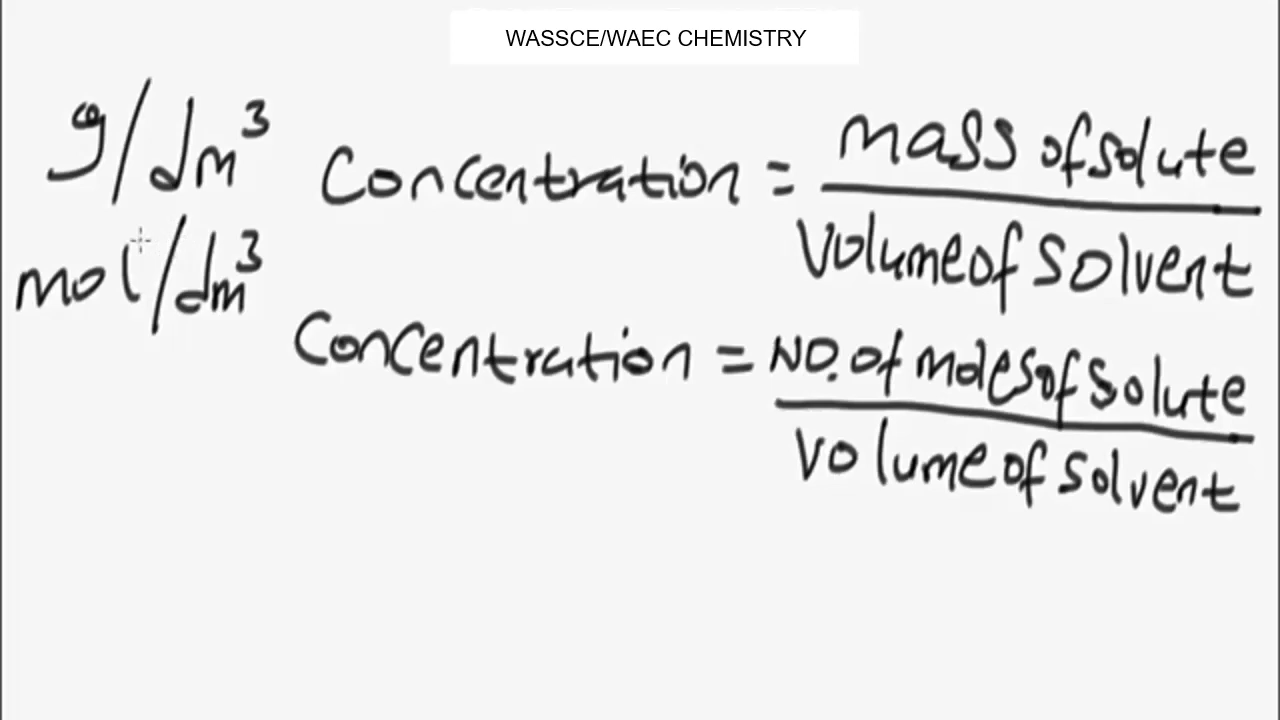 WASSCE/WAEC CHEMISTRY
g/dm³ Concentration = mass of solute
volume of solvent
mol/dm³
Concentration = NO. of moles of solute
volume of solvent